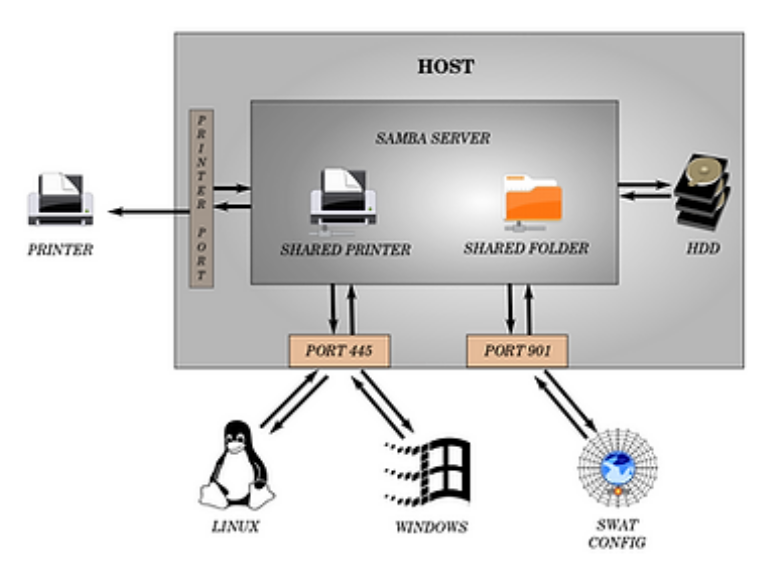 HOST
SAMBA SERVER
PRINTER PORT
SHARED PRINTER
SHARED FOLDER
PRINTER
HDD
PORT 445
PORT 901
LINUX
WINDOWS
SWAT
CONFIG